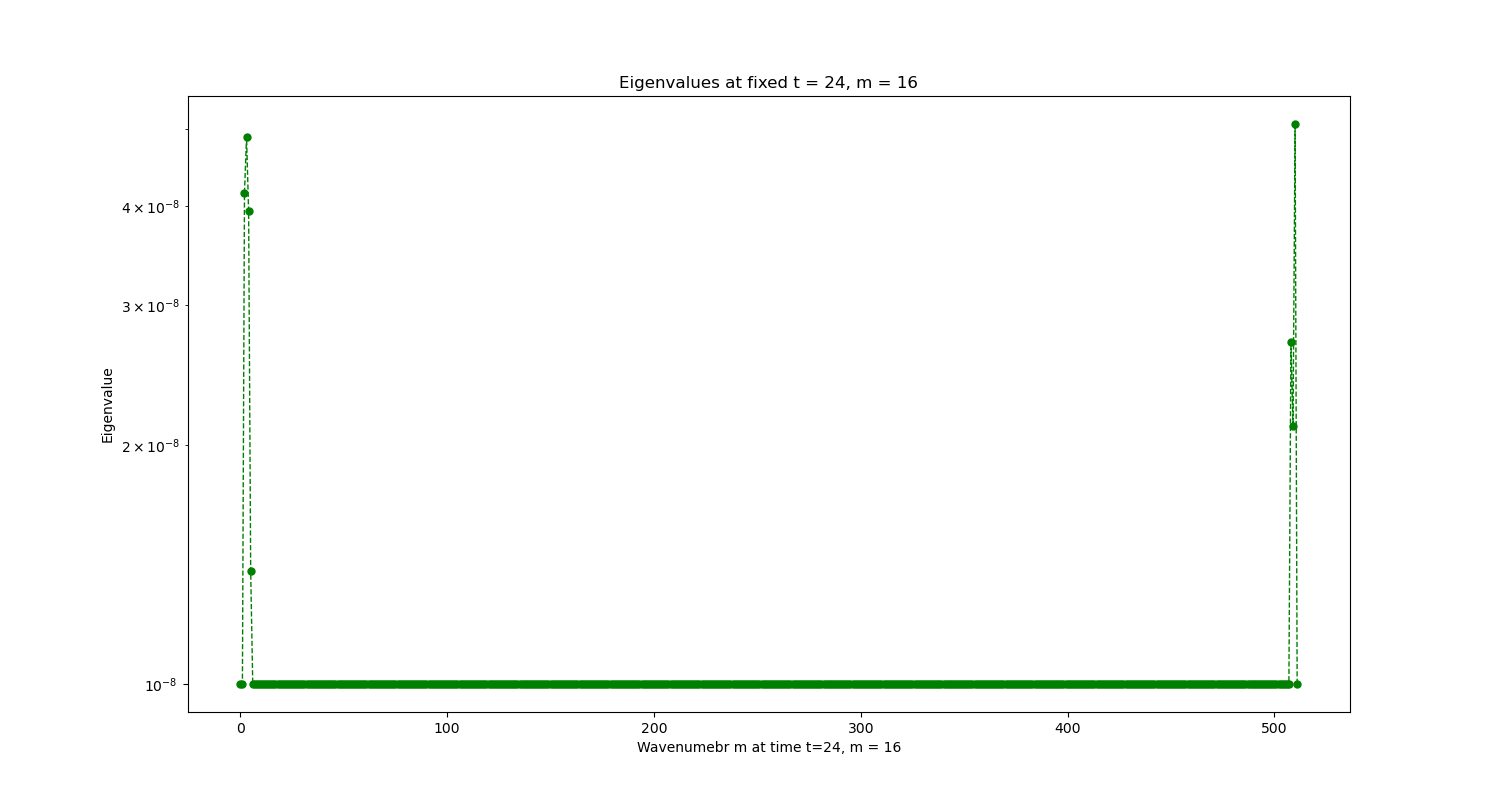 Eigenvalues at fixed t = 24, m = 16
4 × 10⁻⁸
3 × 10⁻⁸
2 × 10⁻⁸
10⁻⁸
Eigenvalue
0 100 200 300 400 500
Wavenumebr m at time t=24, m = 16